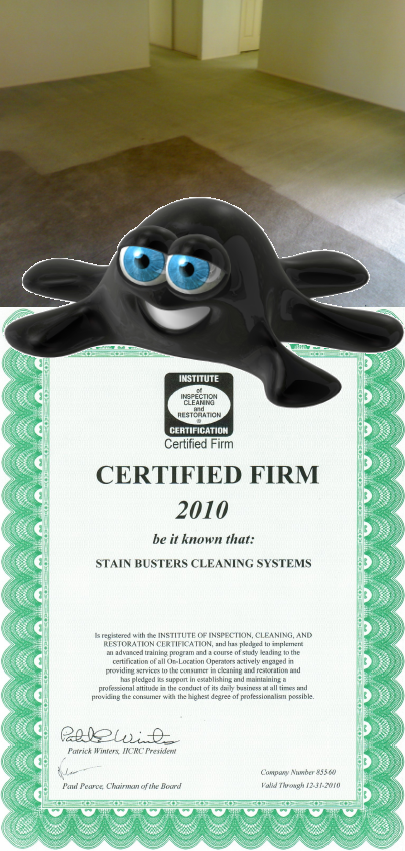 INSTITUTE
of
INSPECTION
CLEANING
and
RESTORATION
®
CERTIFICATION
Certified Firm
CERTIFIED FIRM
2010
be it known that:
STAIN BUSTERS CLEANING SYSTEMS
Is registered with the INSTITUTE OF INSPECTION, CLEANING, AND
RESTORATION CERTIFICATION, and has pledged to implement
an advanced training program and a course of study leading to the
certification of all On-Location Operators actively engaged in
providing services to the consumer in cleaning and restoration and
has pledged its support in establishing and maintaining a
professional attitude in the conduct of its daily business at all times and
providing the consumer with the highest degree of professionalism possible.
Patrick Winters, IICRC President
Paul Pearce, Chairman of the Board
Company Number 85560
Valid Through 12-31-2010